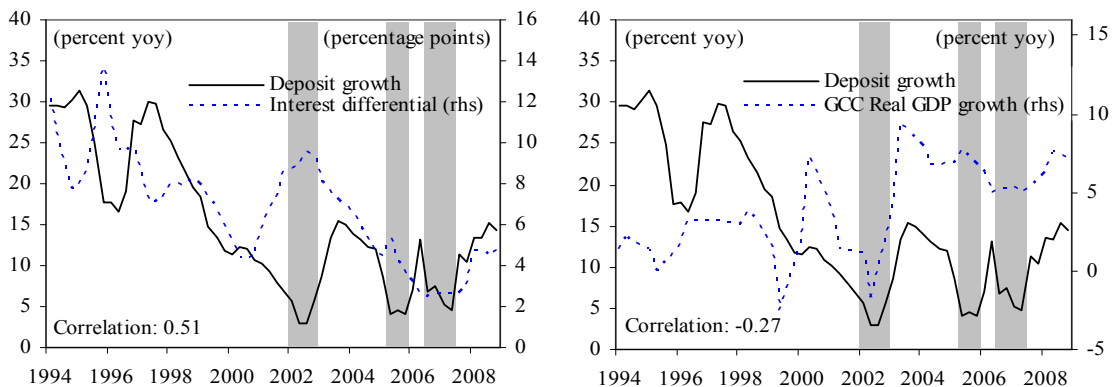 40 16 40 15
(percent yoy) (percentage points) (percent yoy) (percent yoy)
35 14 35
Deposit growth Deposit growth
30 Interest differential (rhs) 12 30 GCC Real GDP growth (rhs) 10
25 10 25
20 8 20 5
15 6 15
10 4 10 0
5 2 5
Correlation: 0.51 Correlation: -0.27
0 0 0 -5
1994 1996 1998 2000 2002 2004 2006 2008 1994 1996 1998 2000 2002 2004 2006 2008